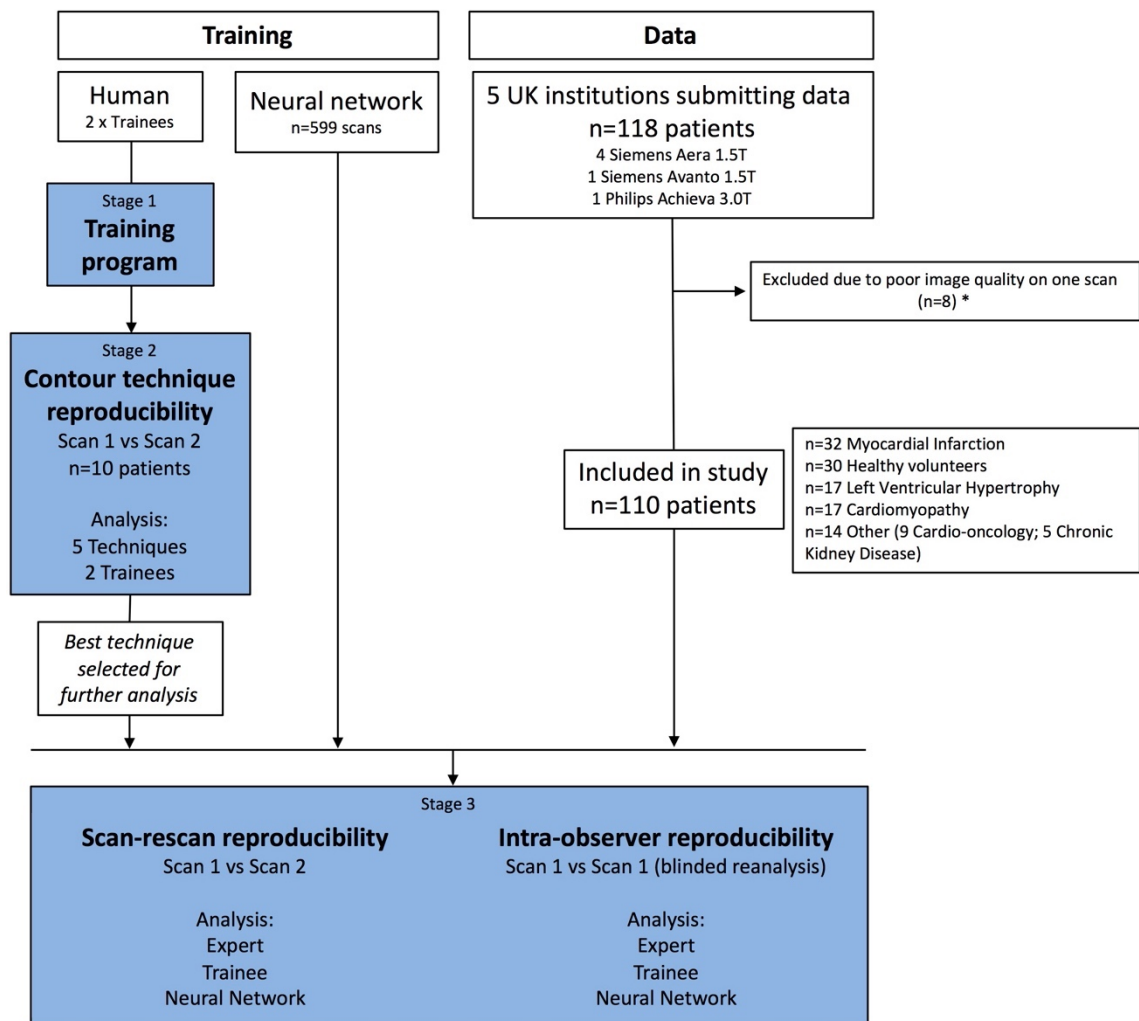 Training
Data
Human
2 x Trainees
Neural network
n=599 scans
5 UK institutions submitting data
n=118 patients
4 Siemens Aera 1.5T
1 Siemens Avanto 1.5T
1 Philips Achieva 3.0T
Stage 1
Training
program
Excluded due to poor image quality on one scan
(n=8) *
Stage 2
Contour technique
reproducibility
Scan 1 vs Scan 2
n=10 patients
Analysis:
5 Techniques
2 Trainees
Included in study
n=110 patients
n=32 Myocardial Infarction
n=30 Healthy volunteers
n=17 Left Ventricular Hypertrophy
n=17 Cardiomyopathy
n=14 Other (9 Cardio-oncology; 5 Chronic
Kidney Disease)
Best technique
selected for
further analysis
Stage 3
Scan-rescan reproducibility
Scan 1 vs Scan 2
Analysis:
Expert
Trainee
Neural Network
Intra-observer reproducibility
Scan 1 vs Scan 1 (blinded reanalysis)
Analysis:
Expert
Trainee
Neural Network